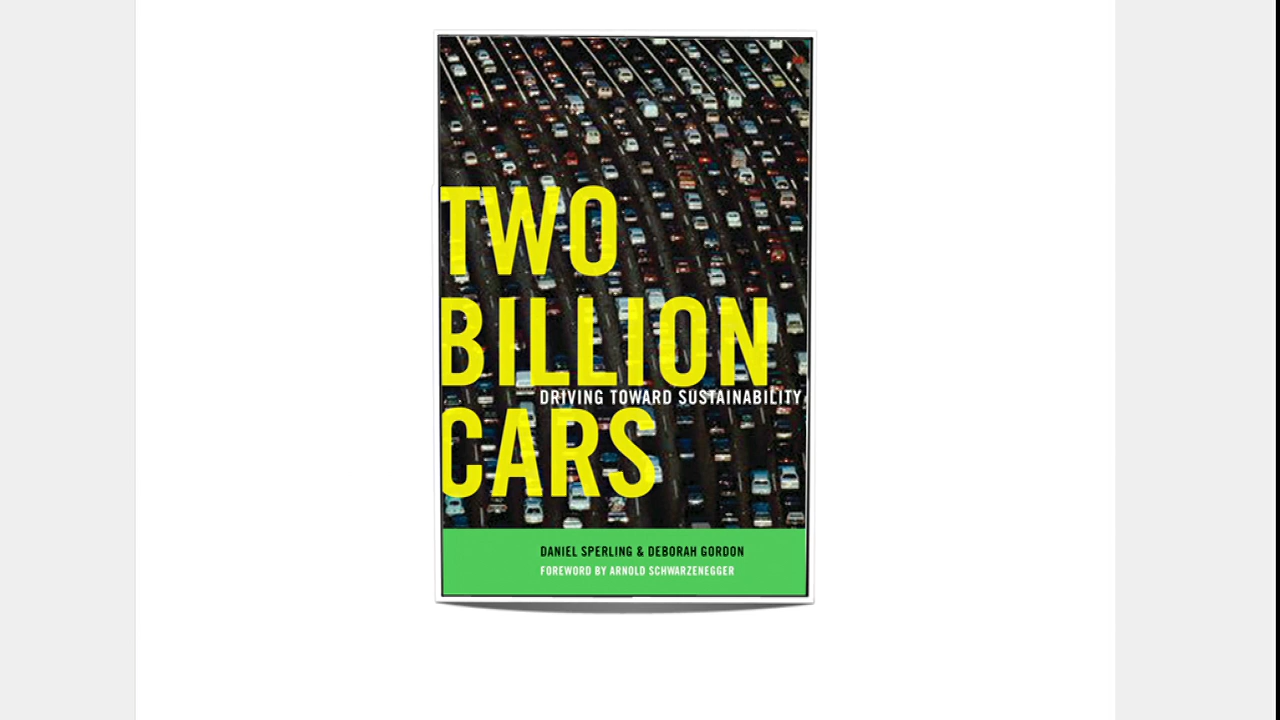 TWO
BILLION
DRIVING TOWARD SUSTAINABILITY
CARS
DANIEL SPERLING & DEBORAH GORDON
FOREWORD BY ARNOLD SCHWARZENEGGER